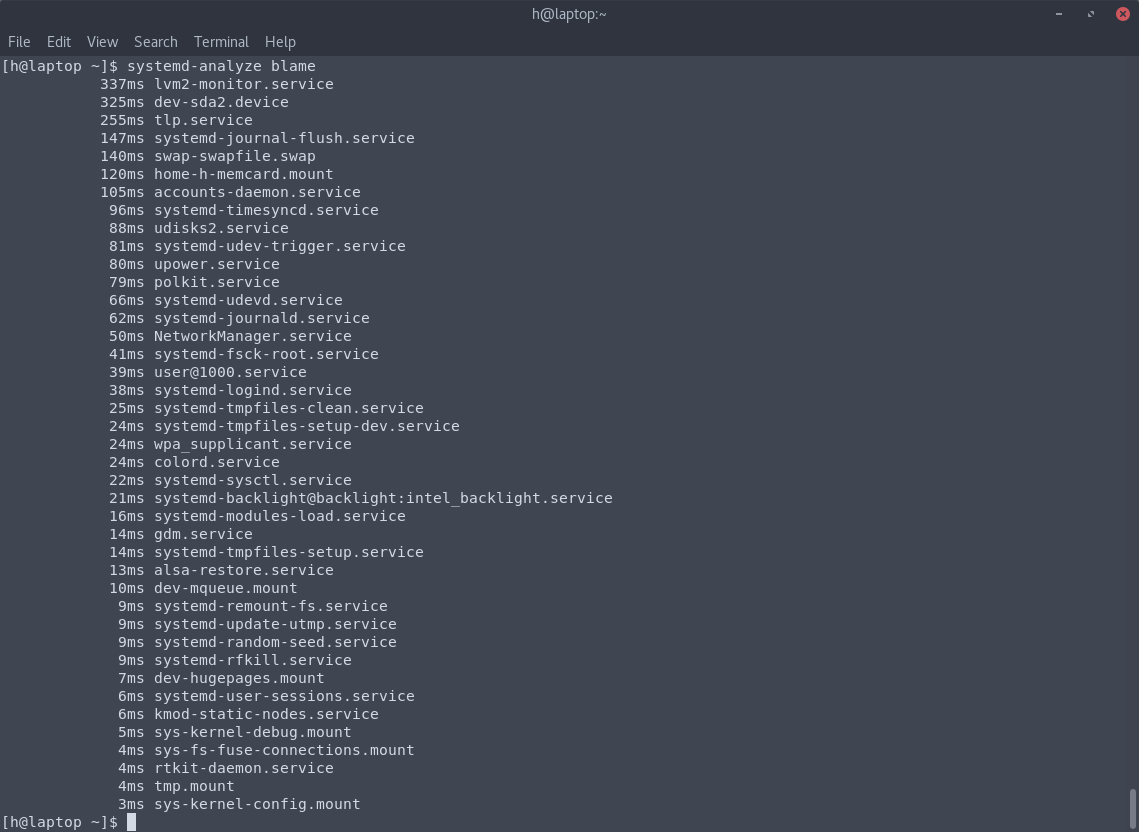 h@laptop:~
File Edit View Search Terminal Help
[h@laptop ~]$ systemd-analyze blame
337ms lvm2-monitor.service
325ms dev-sda2.device
255ms tlp.service
147ms systemd-journal-flush.service
140ms swap-swapfile.swap
120ms home-h-memcard.mount
105ms accounts-daemon.service
96ms systemd-timesyncd.service
88ms udisks2.service
81ms systemd-udev-trigger.service
80ms upower.service
79ms polkit.service
66ms systemd-udevd.service
62ms systemd-journald.service
50ms NetworkManager.service
41ms systemd-fsck-root.service
39ms user@1000.service
38ms systemd-logind.service
25ms systemd-tmpfiles-clean.service
24ms systemd-tmpfiles-setup-dev.service
24ms wpa_supplicant.service
24ms colord.service
22ms systemd-sysctl.service
21ms systemd-backlight@backlight:intel_backlight.service
16ms systemd-modules-load.service
14ms gdm.service
14ms systemd-tmpfiles-setup.service
13ms alsa-restore.service
10ms dev-mqueue.mount
9ms systemd-remount-fs.service
9ms systemd-update-utmp.service
9ms systemd-random-seed.service
9ms systemd-rfkill.service
7ms dev-hugepages.mount
6ms systemd-user-sessions.service
6ms kmod-static-nodes.service
5ms sys-kernel-debug.mount
4ms sys-fs-fuse-connections.mount
4ms rtkit-daemon.service
4ms tmp.mount
3ms sys-kernel-config.mount
[h@laptop ~]$